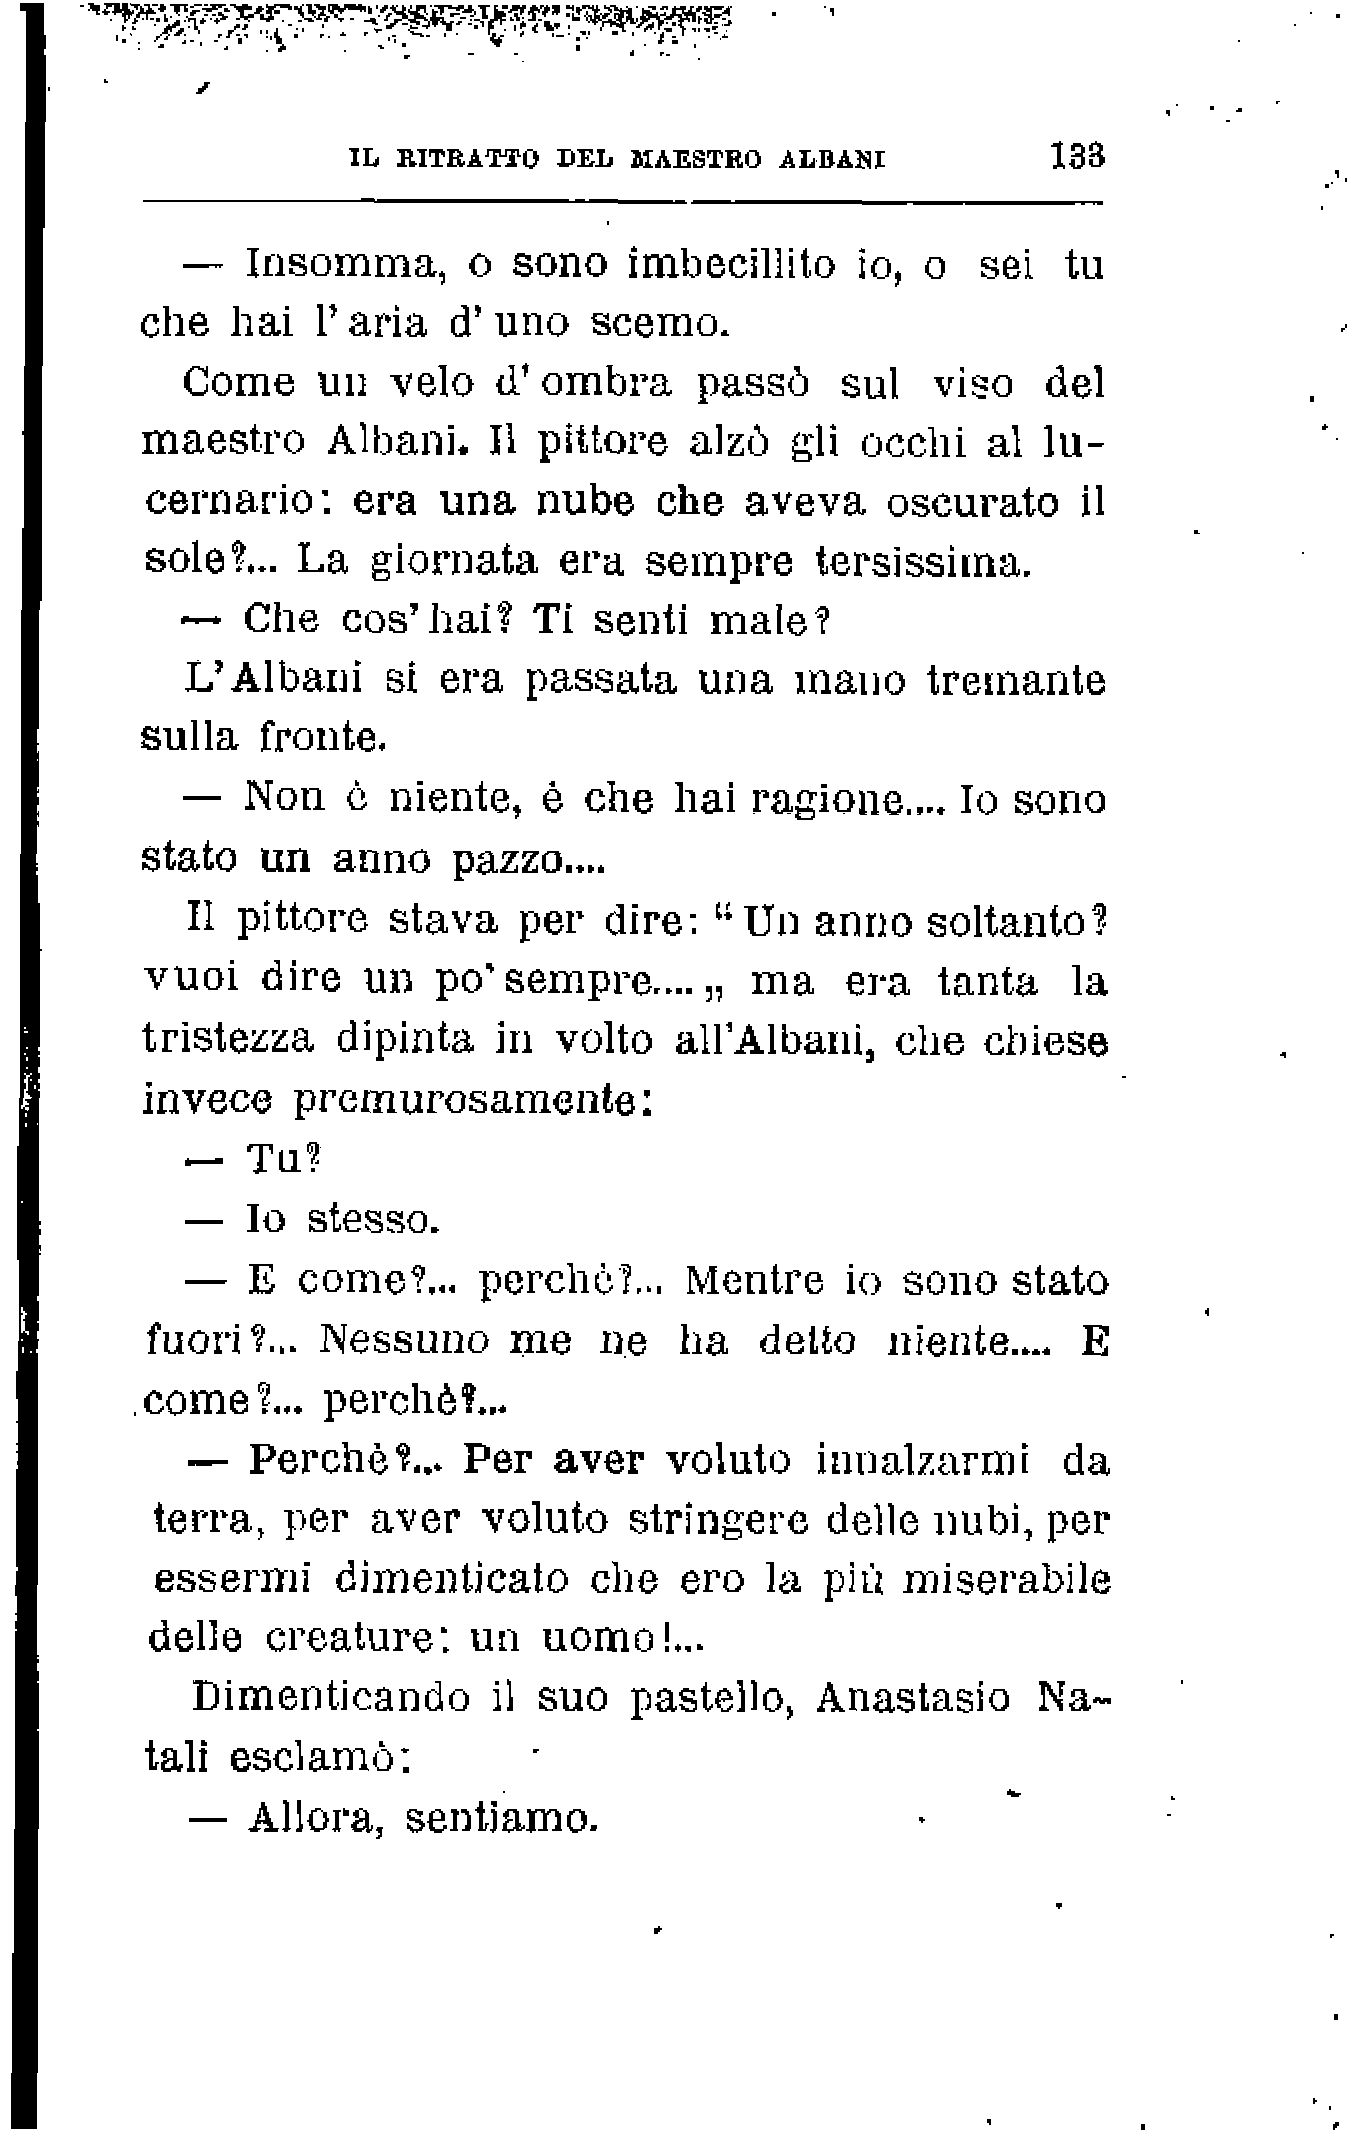 IL RITRATTO DEL MAESTRO ALBANI 133
— Insomma, o sono imbecillito io, o sei tu
che hai l' aria d' uno scemo.
Come un velo d' ombra passò sul viso del
maestro Albani. Il pittore alzò gli occhi al lu-
cernario: era una nube che aveva oscurato il
sole?... La giornata era sempre tersissima.
— Che cos' hai? Ti senti male?
L'Albani si era passata una mano tremante
sulla fronte.
— Non è niente, è che hai ragione.... Io sono
stato un anno pazzo....
Il pittore stava per dire: “ Un anno soltanto?
vuoi dire un po' sempre.... „ ma era tanta la
tristezza dipinta in volto all'Albani, che chiese
invece premurosamente:
— Tu?
— Io stesso.
— E come?... perchè?... Mentre io sono stato
fuori?... Nessuno me ne ha detto niente.... E
come?... perchè?...
— Perchè?... Per aver voluto innalzarmi da
terra, per aver voluto stringere delle nubi, per
essermi dimenticato che ero la più miserabile
delle creature: un uomo!...
Dimenticando il suo pastello, Anastasio Na-
tali esclamò:
— Allora, sentiamo.